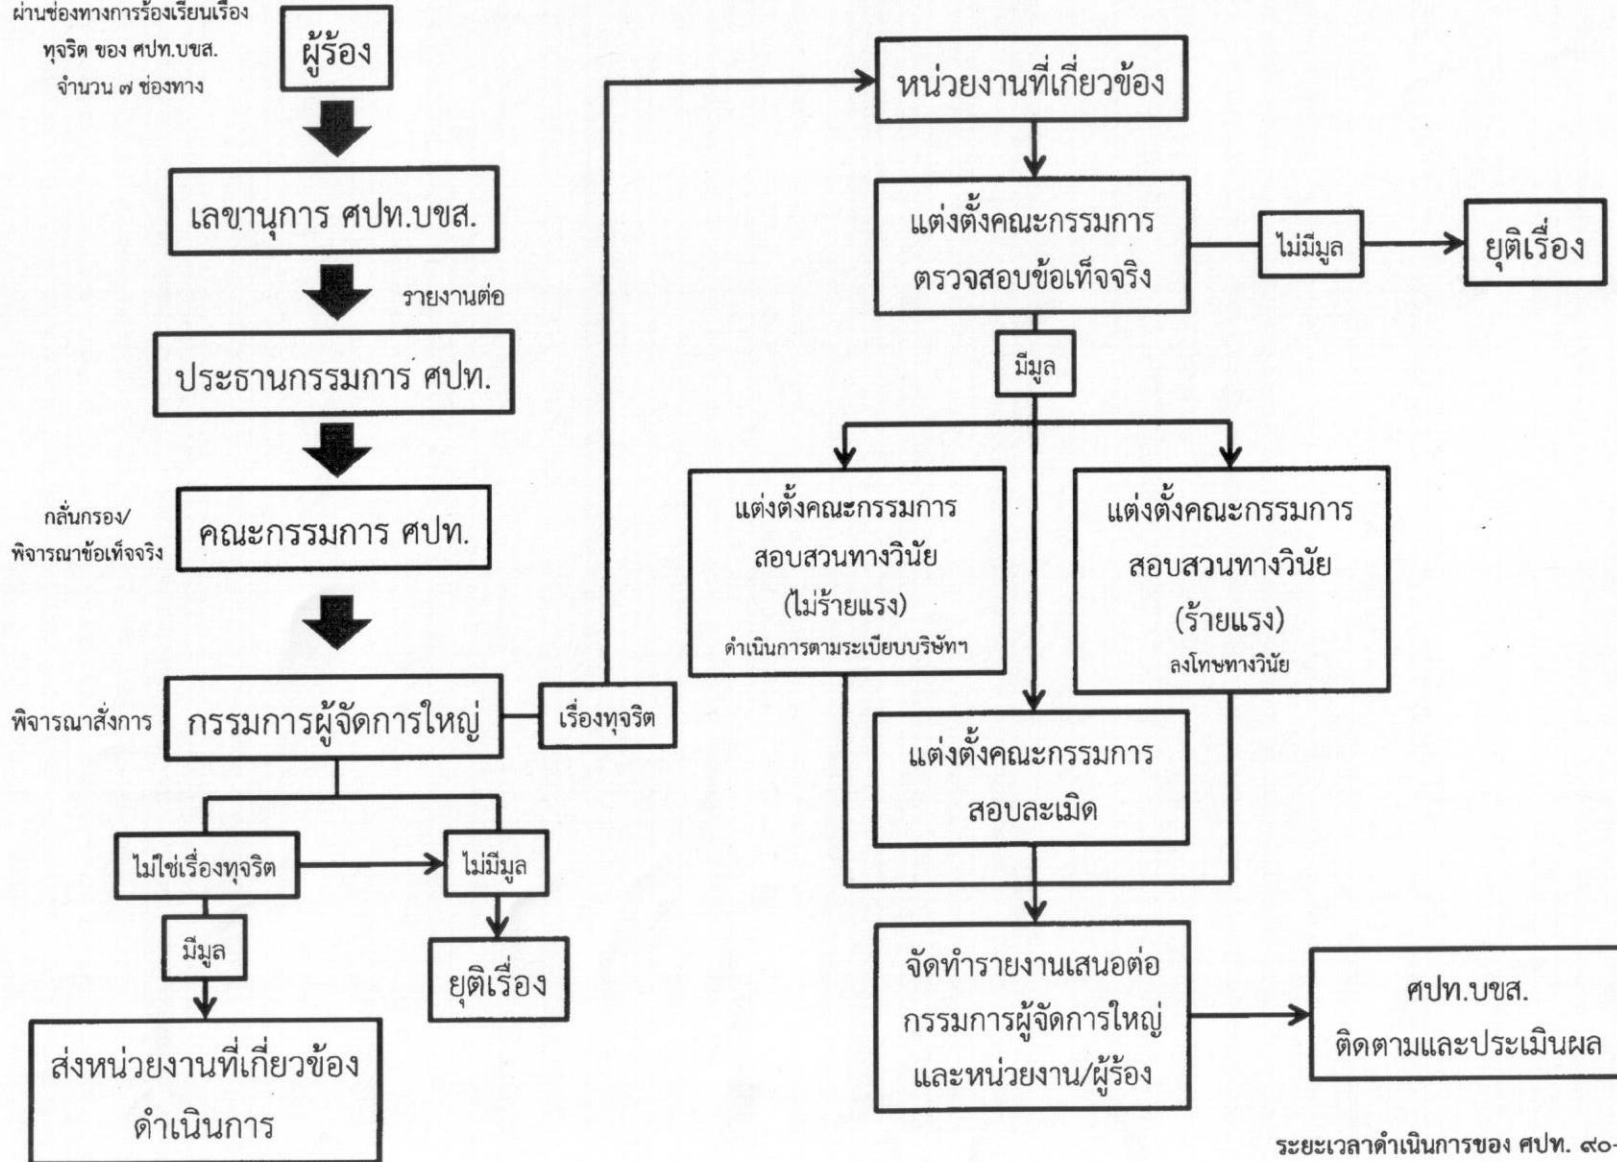 ผ่านช่องทางการร้องเรียนเรื่อง
ทุจริต ของ ศปท.บขส.
จำนวน ๗ ช่องทาง
ผู้ร้อง
เลขานุการ ศปท.บขส.
รายงานต่อ
ประธานกรรมการ ศปท.
กลั่นกรอง/
พิจารณาข้อเท็จจริง
คณะกรรมการ ศปท.
พิจารณาสั่งการ
กรรมการผู้จัดการใหญ่
เรื่องทุจริต
ไม่ใช่เรื่องทุจริต
ไม่มีมูล
มีมูล
ยุติเรื่อง
ส่งหน่วยงานที่เกี่ยวข้อง
ดำเนินการ
หน่วยงานที่เกี่ยวข้อง
แต่งตั้งคณะกรรมการ
ตรวจสอบข้อเท็จจริง
ไม่มีมูล
ยุติเรื่อง
มีมูล
แต่งตั้งคณะกรรมการ
สอบสวนทางวินัย
(ไม่ร้ายแรง)
ดำเนินการตามระเบียบบริษัทฯ
แต่งตั้งคณะกรรมการ
สอบสวนทางวินัย
(ร้ายแรง)
ลงโทษทางวินัย
แต่งตั้งคณะกรรมการ
สอบละเมิด
จัดทำรายงานเสนอต่อ
กรรมการผู้จัดการใหญ่
และหน่วยงาน/ผู้ร้อง
ศปท.บขส.
ติดตามและประเมินผล
ระยะเวลาดำเนินการของ ศปท. ๙๐-